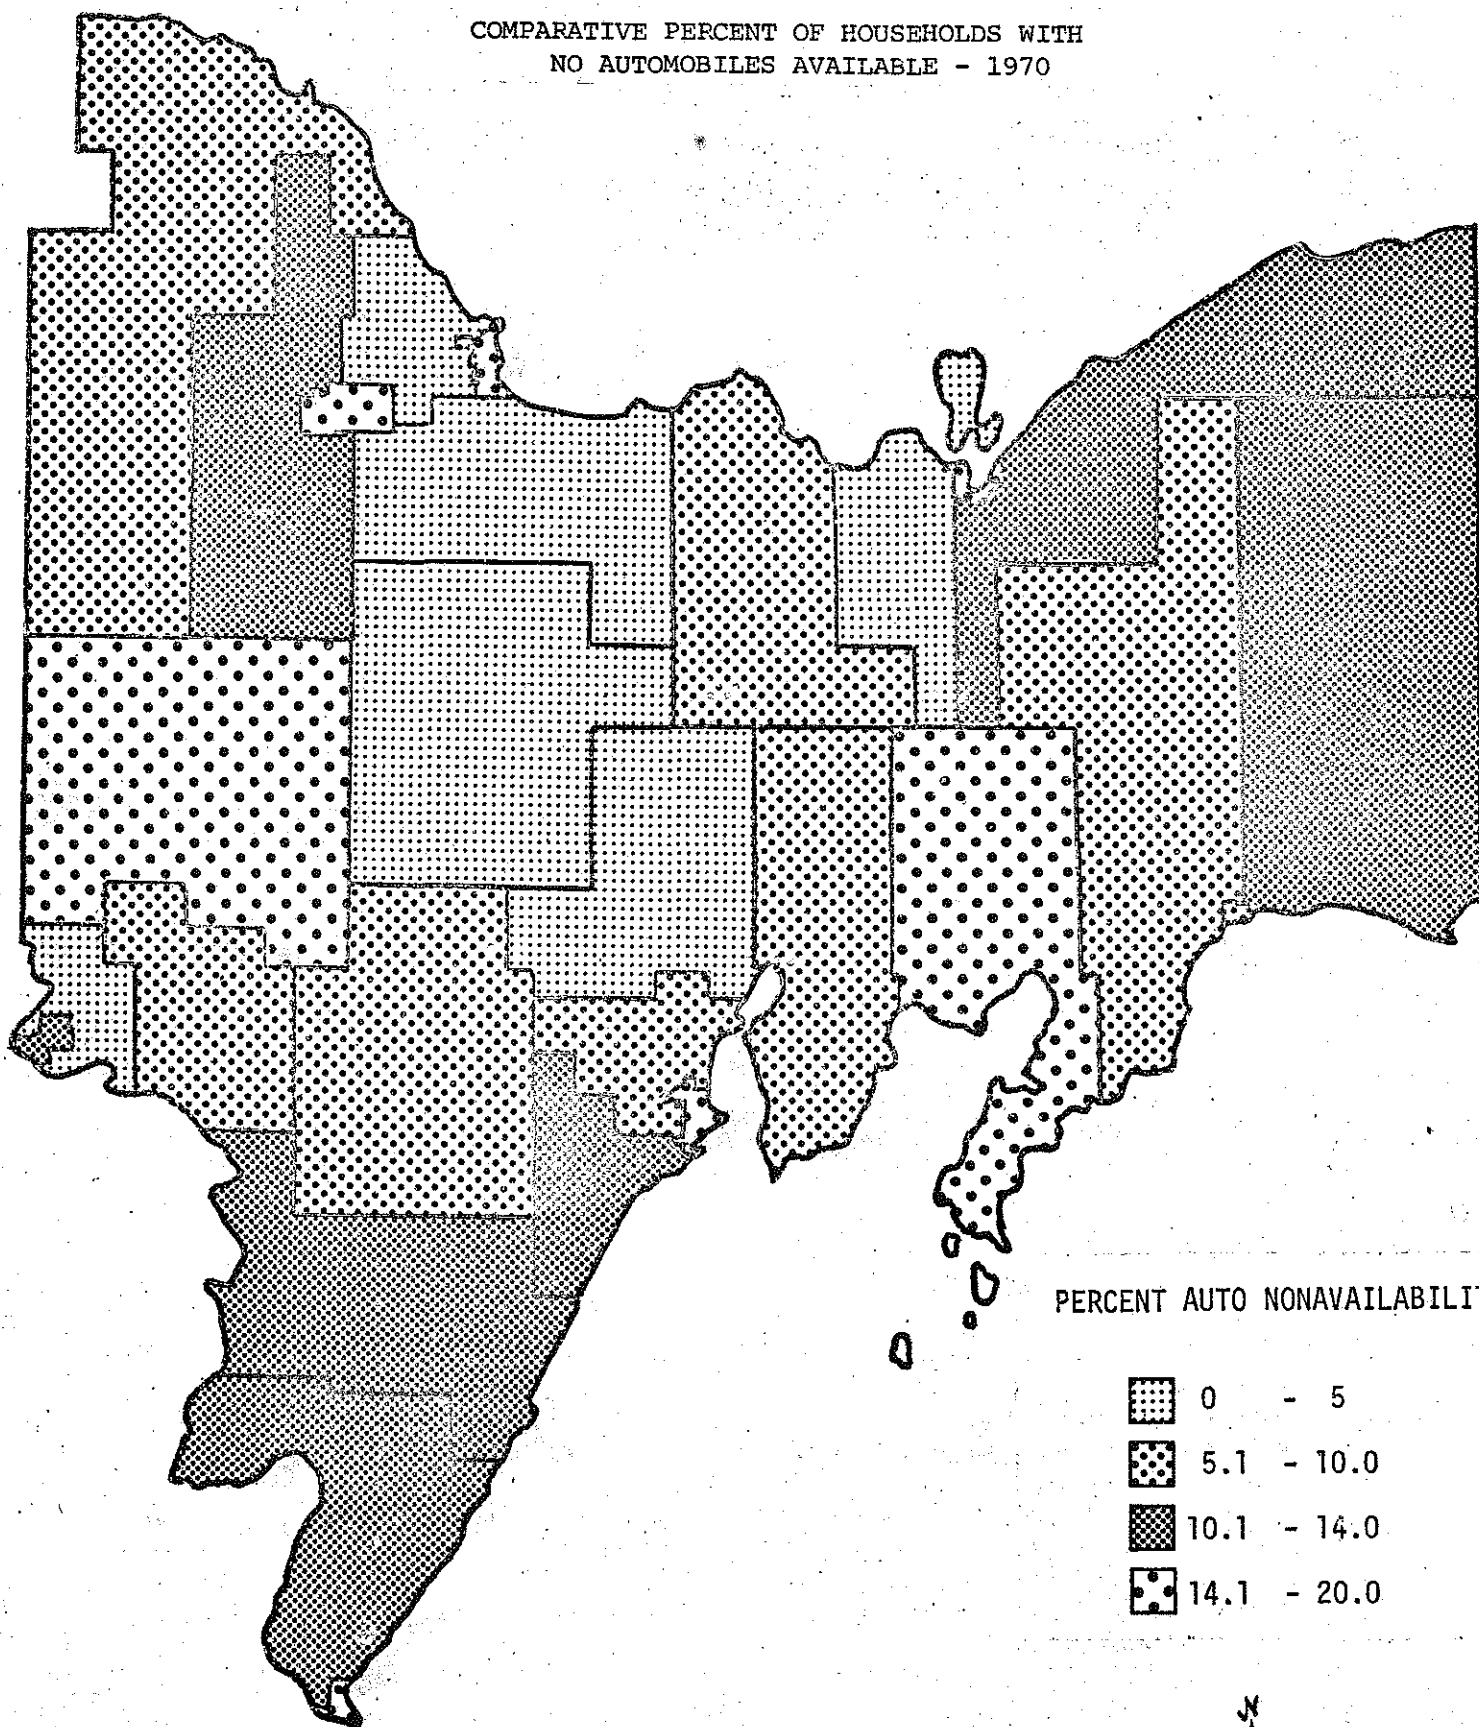 COMPARATIVE PERCENT OF HOUSEHOLDS WITH
NO AUTOMOBILES AVAILABLE - 1970
PERCENT AUTO NONAVAILABILIT
0 - 5
5.1 - 10.0
10.1 - 14.0
14.1 - 20.0